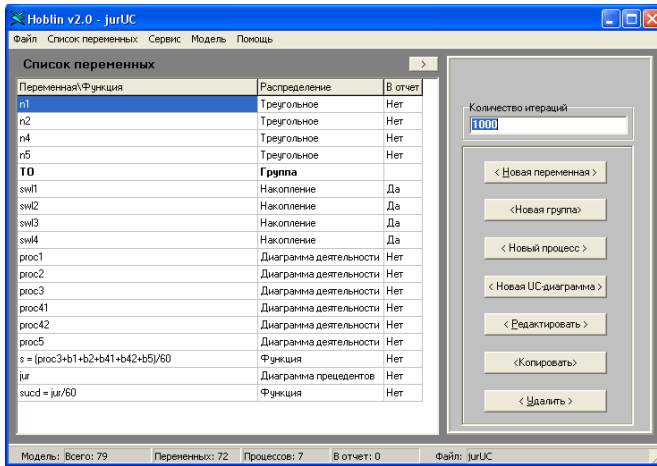 Hoblin v2.0 - jurUC
Файл Список переменных Сервис Модель Помощь
Список переменных >
Переменная\Функция Распределение В отчет
n1 Треугольное Нет
n2 Треугольное Нет
n4 Треугольное Нет
n5 Треугольное Нет
ТО Группа
swl1 Накопление Да
swl2 Накопление Да
swl3 Накопление Да
swl4 Накопление Да
proc1 Диаграмма деятельности Нет
proc2 Диаграмма деятельности Нет
proc3 Диаграмма деятельности Нет
proc41 Диаграмма деятельности Нет
proc42 Диаграмма деятельности Нет
proc5 Диаграмма деятельности Нет
s = (proc3+b1+b2+b41+b42+b5)/60 Функция Нет
jur Диаграмма прецедентов Нет
sucd = jur/60 Функция Нет
Количество итераций
1000
< Новая переменная >
<Новая группа>
< Новый процесс >
< Новая UC-диаграмма >
< Редактировать >
<Копировать>
< Удалить >
Модель: Всего: 79 Переменных: 72 Процессов: 7 В отчет: 0 Файл: jurUC